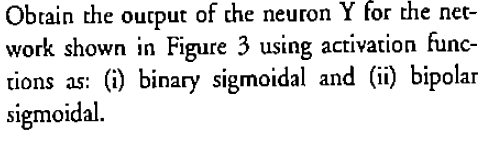 Obtain the output of the neuron Y for the net-
work shown in Figure 3 using activation func-
tions as: (i) binary sigmoidal and (ii) bipolar
sigmoidal.